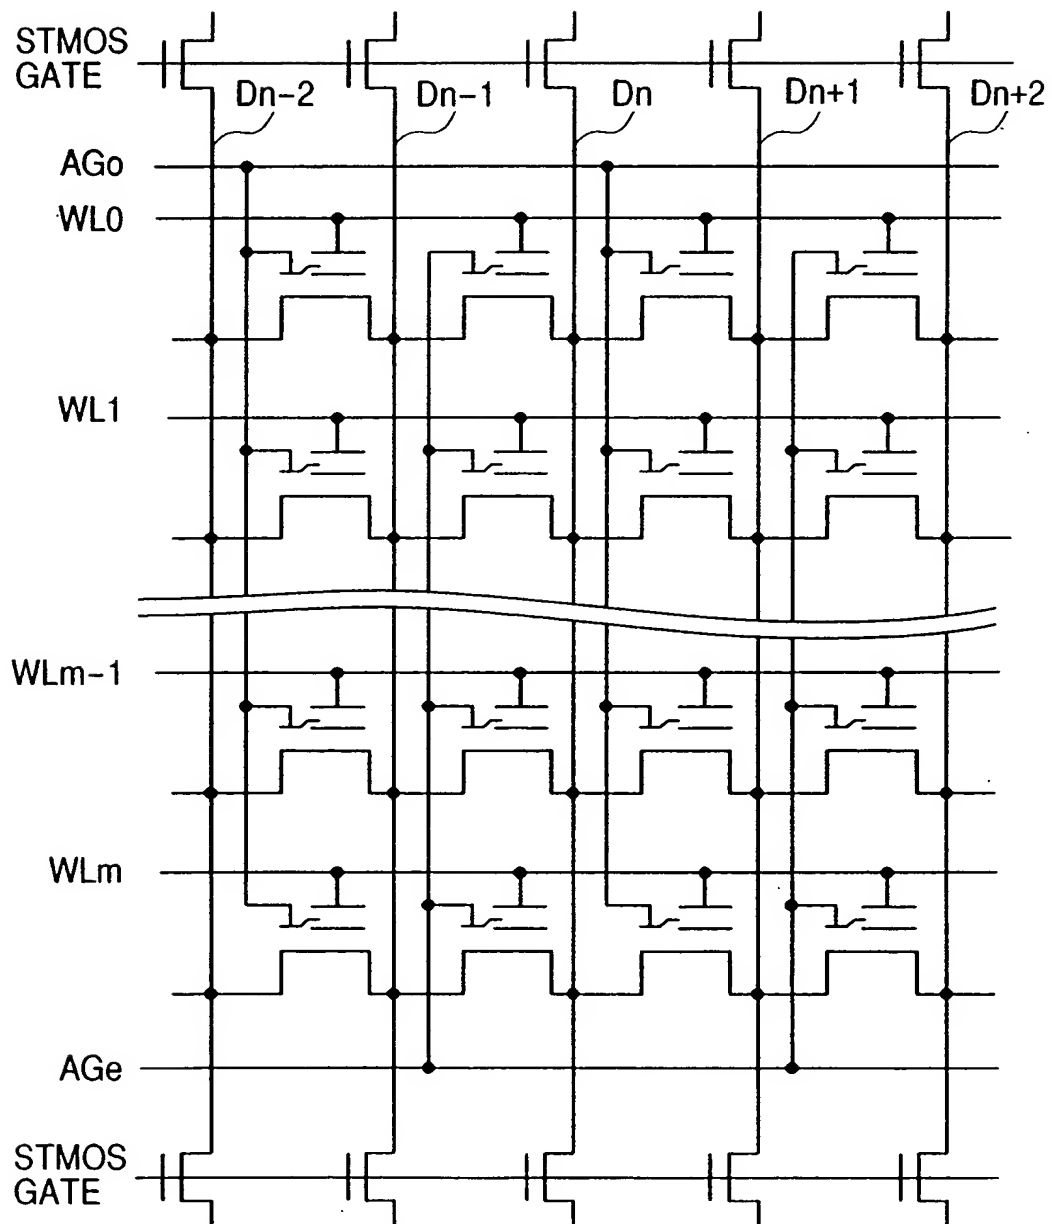 STMOS
GATE
Dn-2 Dn-1 Dn Dn+1 Dn+2
AGo
WL0
WL1
WLm-1
WLm
AGe
STMOS
GATE